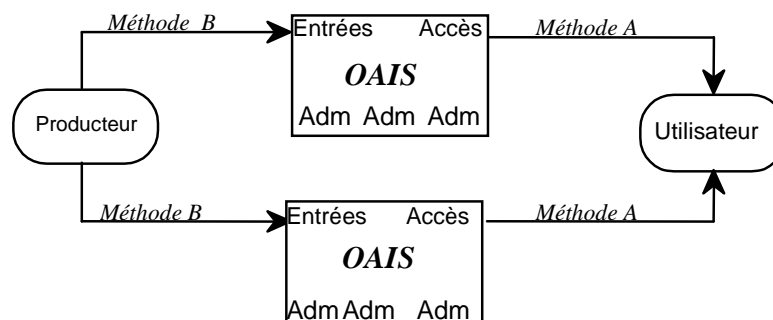 Méthode B
Méthode A
Entrées Accès
OAIS
Adm Adm Adm
Producteur
Utilisateur
Méthode B
Méthode A
Entrées Accès
OAIS
Adm Adm Adm